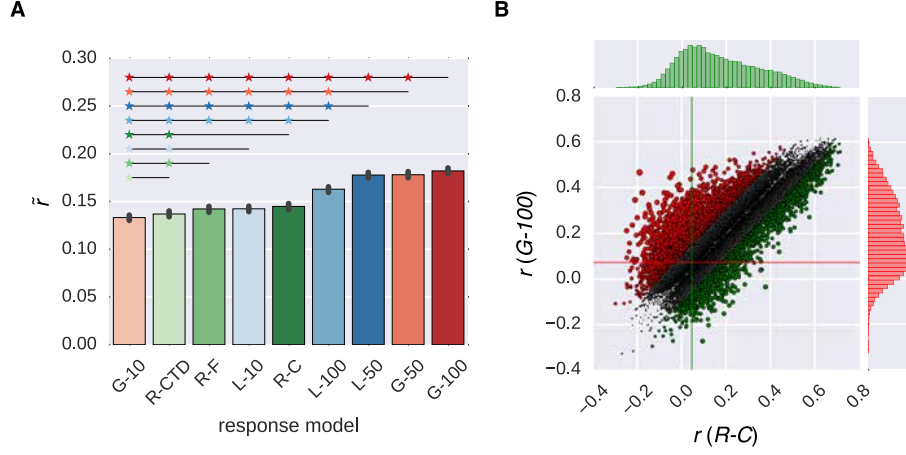 A
B
0.30
0.25
0.20
0.15
0.10
0.05
0.00
r̃
G-10
R-CTD
R-F
L-10
R-C
L-100
L-50
G-50
G-100
response model
0.8
0.6
0.4
0.2
0.0
−0.2
−0.4
r (G-100)
−0.4
−0.2
0.0
0.2
0.4
0.6
0.8
r (R-C)